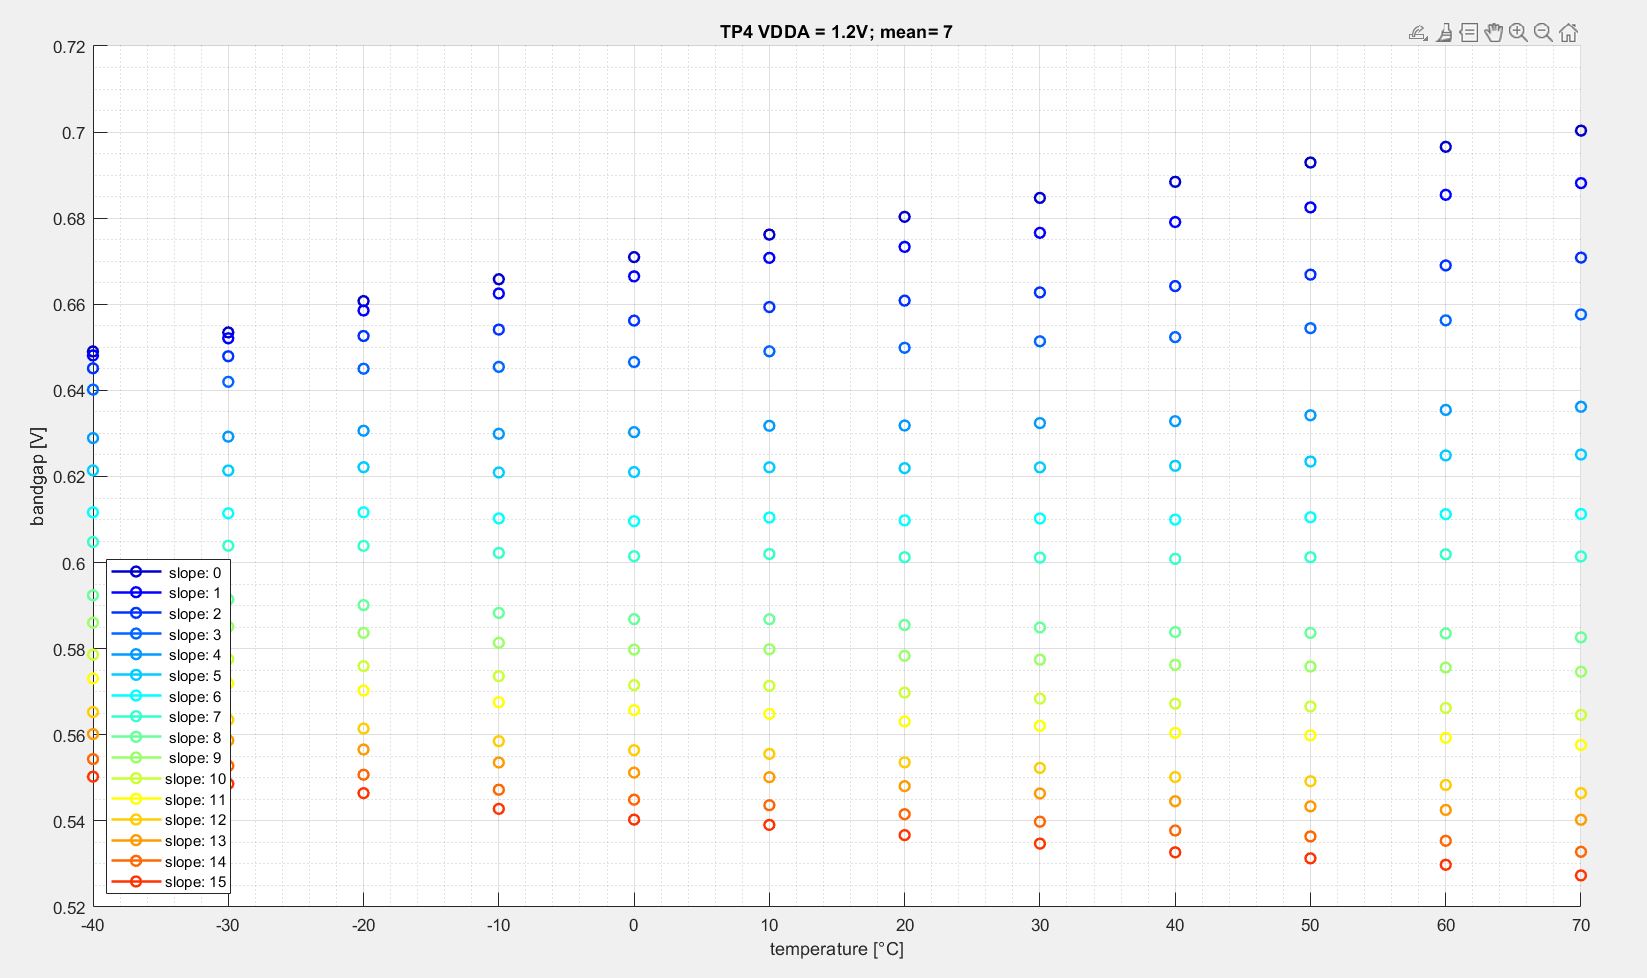 TP4 VDDA = 1.2V; mean= 7
0.72
0.7
0.68
0.66
0.64
0.62
0.6
0.58
0.56
0.54
0.52
bandgap [V]
slope: 0
slope: 1
slope: 2
slope: 3
slope: 4
slope: 5
slope: 6
slope: 7
slope: 8
slope: 9
slope: 10
slope: 11
slope: 12
slope: 13
slope: 14
slope: 15
-40 -30 -20 -10 0 10 20 30 40 50 60 70
temperature [°C]